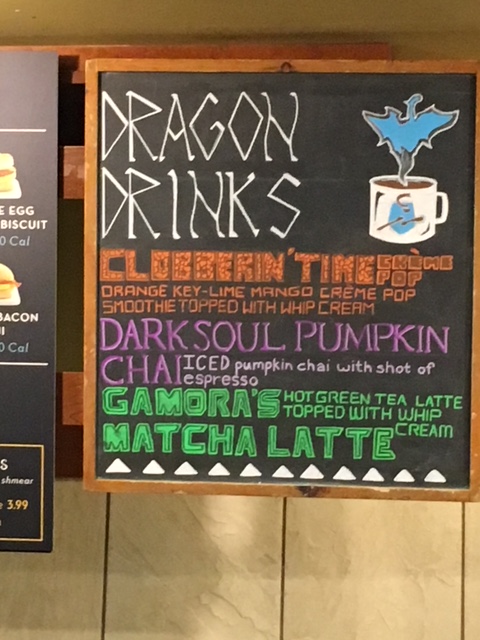 DRAGON
DRINKS
CLOBBERIN' TIME CRÈME
POP
ORANGE KEY-LIME MANGO CRÈME POP
SMOOTHIE TOPPED WITH WHIP CREAM
DARK SOUL PUMPKIN
CHAI ICED pumpkin chai with shot of
espresso
GAMORA'S HOT GREEN TEA LATTE
TOPPED WITH WHIP
MATCHA LATTE CREAM
EGG
BISCUIT
0 Cal
BACON
0 Cal
S
shmear
3.99